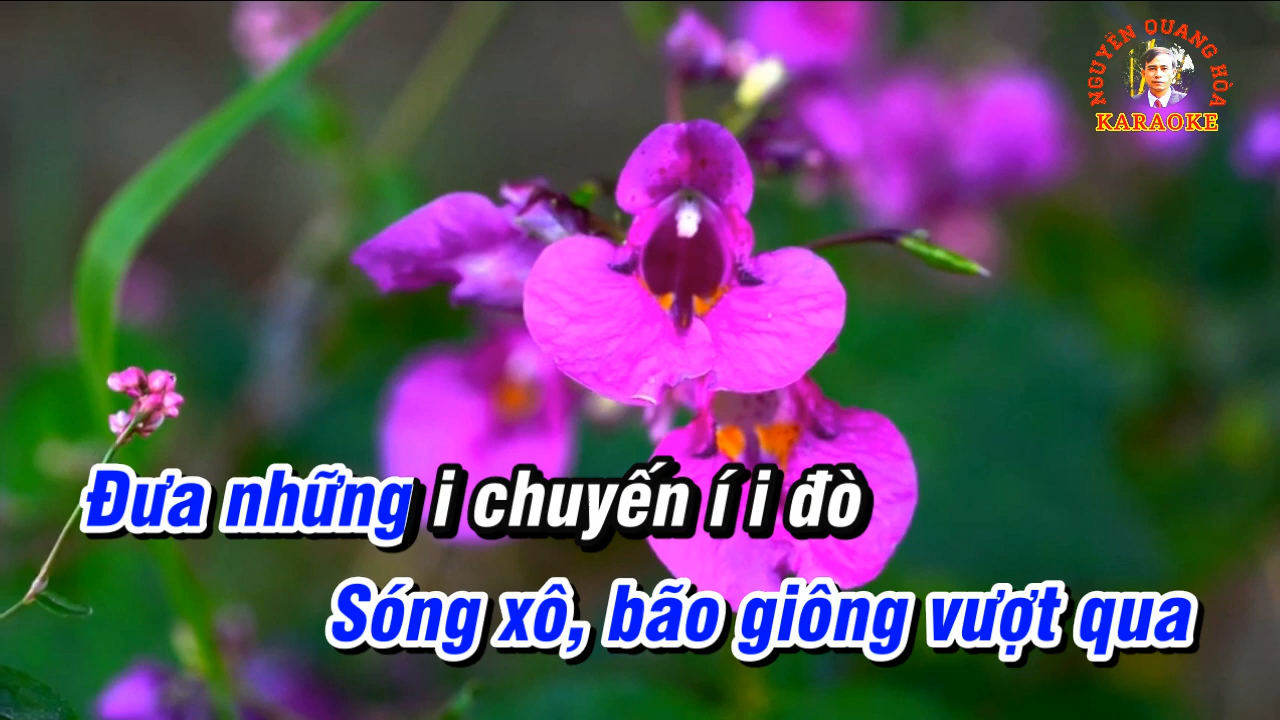 NGUYỄN QUANG HÒA
KARAOKE
Đưa những i chuyến í i đò
Sóng xô, bão giông vượt qua